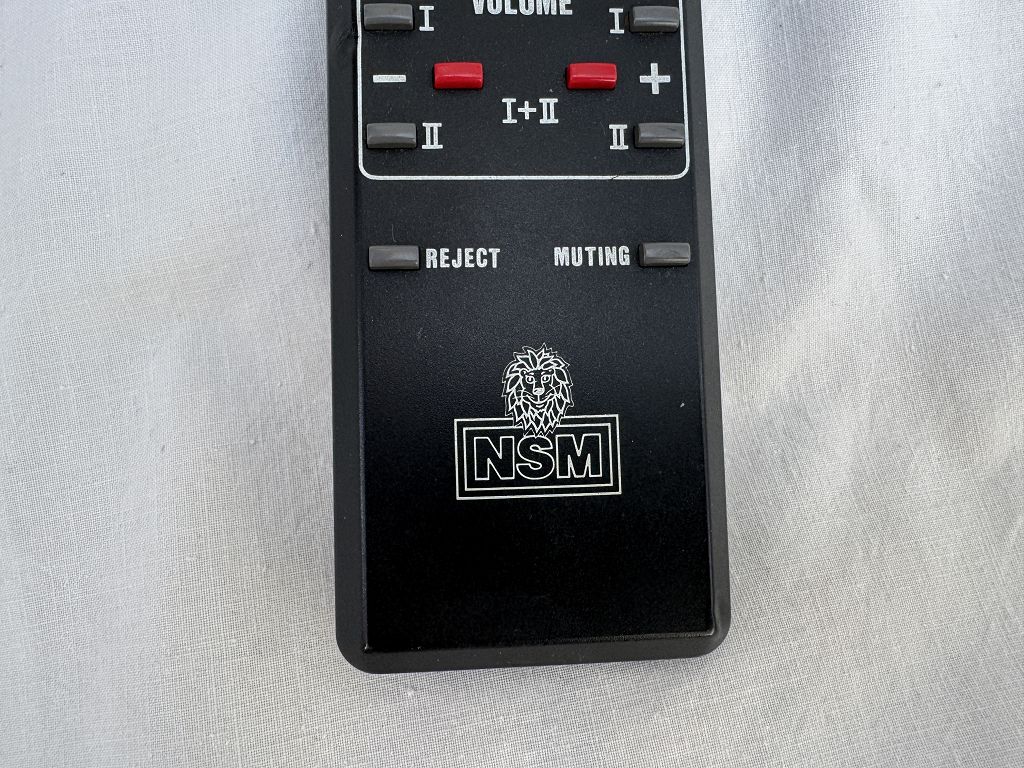 VOLUME
I I
− +
I+II
II II
REJECT MUTING
NSM